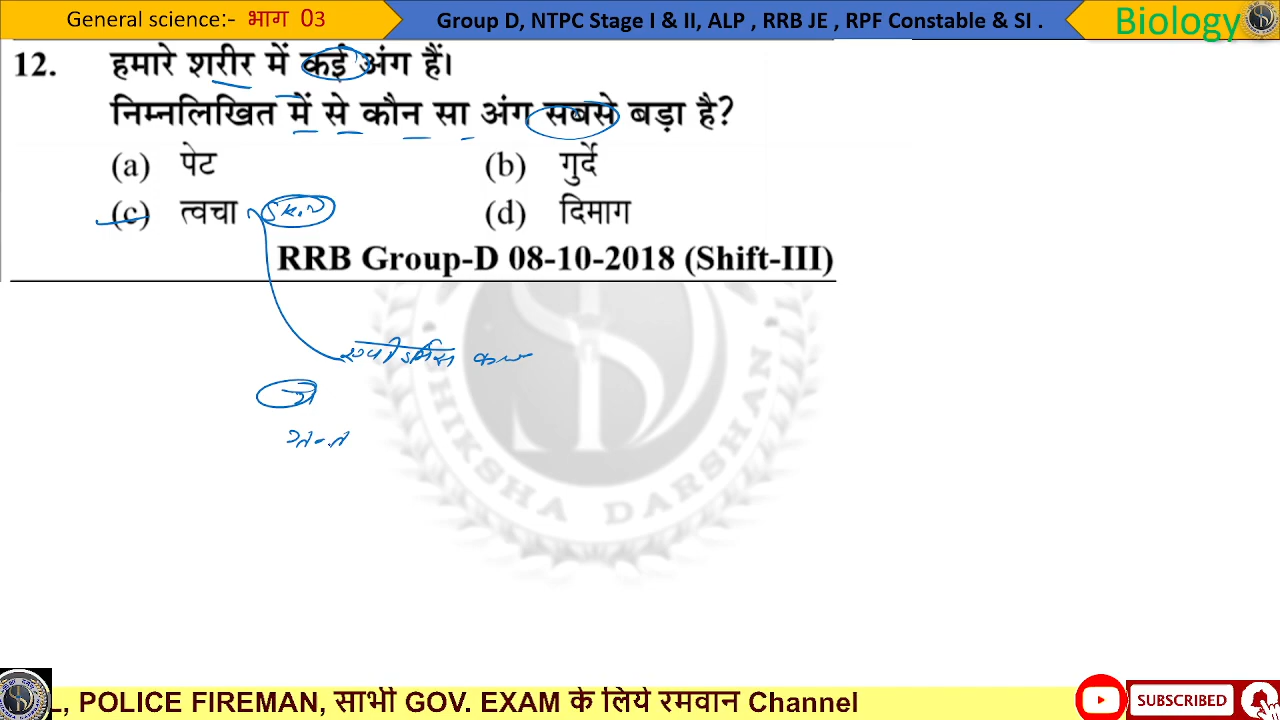 General science:- भाग 03
Group D, NTPC Stage I & II, ALP , RRB JE , RPF Constable & SI .
Biology
12. हमारे शरीर में कई अंग हैं।
निम्नलिखित में से कौन सा अंग सबसे बड़ा है?
(a) पेट (b) गुर्दे
(c) त्वचा (d) दिमाग
RRB Group-D 08-10-2018 (Shift-III)
SHIKSHA DARSHAN
L, POLICE FIREMAN, साभी GOV. EXAM के लिये रमवान Channel
SUBSCRIBED